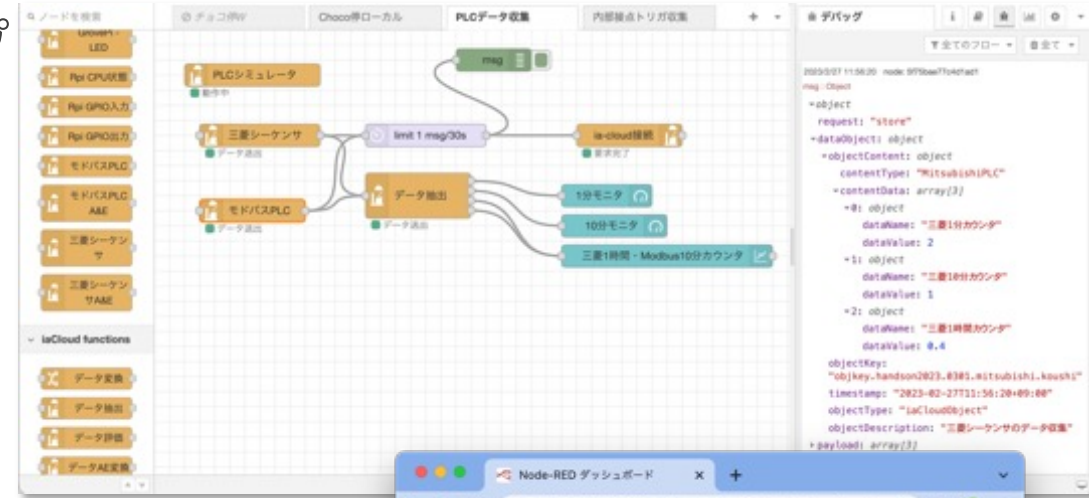 ノードを検索
チョコ停W
Choco停ローカル
PLCデータ収集
内部接点トリガ収集
デバッグ
全てのフロー
全て
LED
Rpi CPU状態
Rpi GPIO入力
Rpi GPIO出力
モドバスPLC
モドバスPLC
A&E
三菱シーケン
サ
三菱シーケン
サA&E
iaCloud functions
データ変換
データ抽出
データ評価
データAE変換
PLCシミュレータ
動作中
三菱シーケンサ
データ送出
モドバスPLC
データ送出
limit 1 msg/30s
msg
データ抽出
データ送出
ia-cloud接続
要求完了
1分モニタ
10分モニタ
三菱1時間・Modbus10分カウンタ
msg : Object
object
request: "store"
dataObject: object
objectContent: object
contentType: "MitsubishiPLC"
contentData: array[3]
0: object
dataName: "三菱1分カウンタ"
dataValue: 2
1: object
dataName: "三菱10分カウンタ"
dataValue: 1
2: object
dataName: "三菱1時間カウンタ"
dataValue: 0.4
objectKey:
"objkey.handson2023.0301.mitsubishi.koushi"
timestamp: "2023-02-27T11:56:20+09:00"
objectType: "iaCloudObject"
objectDescription: "三菱シーケンサのデータ収集"
payload: array[3]
Node-RED ダッシュボード